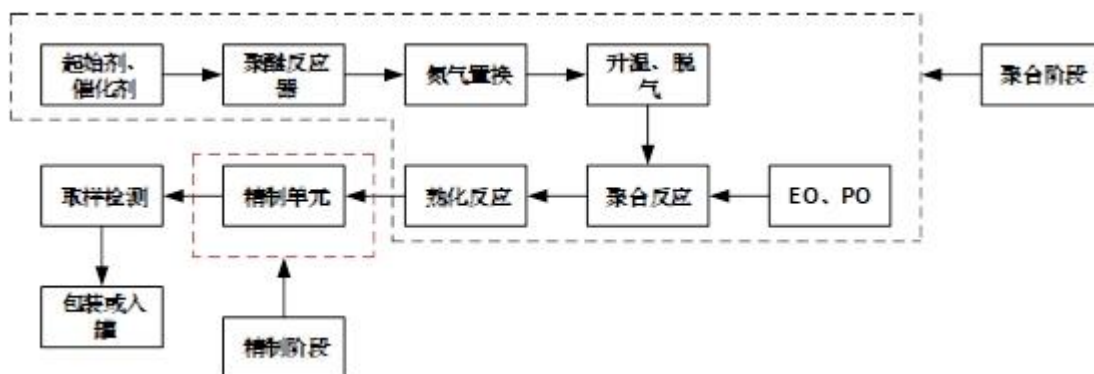 起始剂、
催化剂
聚醚反应
器
氮气置换
升温、脱
气
聚合阶段
取样检测
精制单元
熟化反应
聚合反应
EO、PO
包装或入
罐
精制阶段